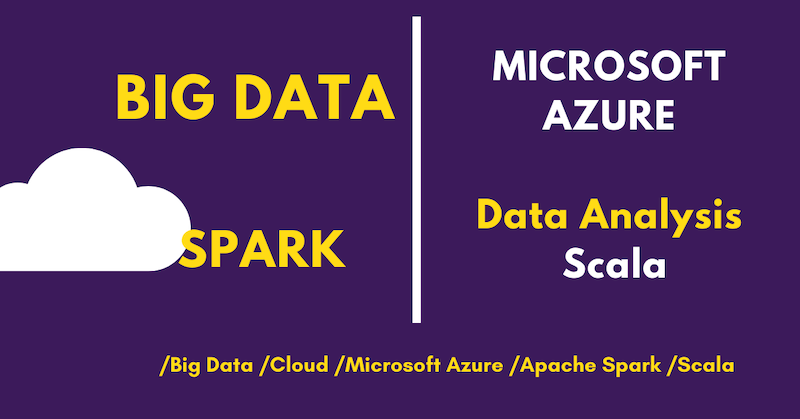 BIG DATA
SPARK
MICROSOFT
AZURE
Data Analysis
Scala
/Big Data /Cloud /Microsoft Azure /Apache Spark /Scala